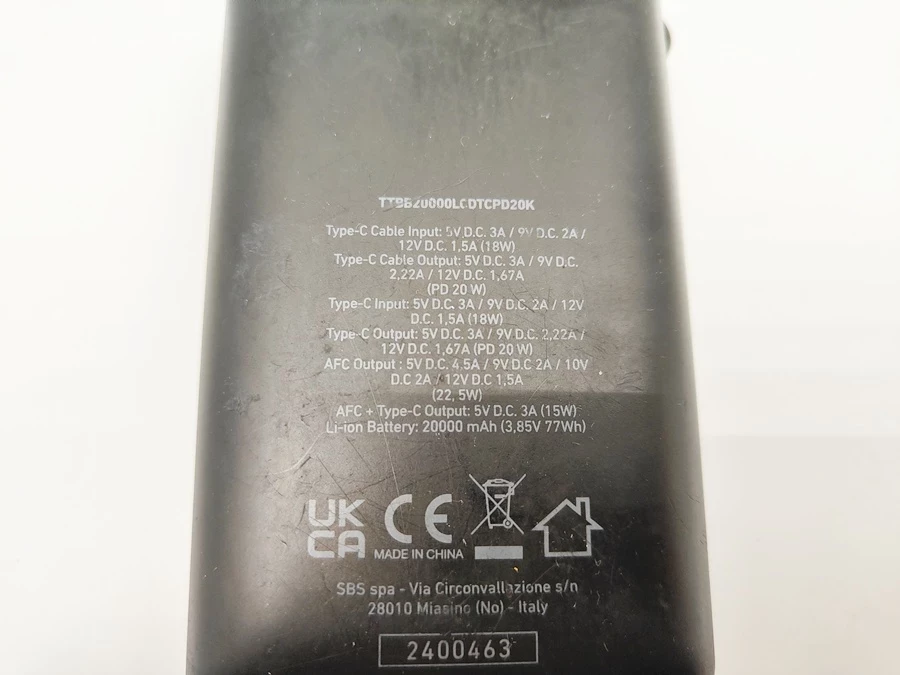 TTBB20000LCDTCPD20K
Type-C Cable Input: 5V D.C. 3A / 9V D.C. 2A /
12V D.C. 1,5A (18W)
Type-C Cable Output: 5V D.C. 3A / 9V D.C.
2,22A / 12V D.C. 1,67A
(PD 20 W)
Type-C Input: 5V D.C. 3A / 9V D.C. 2A / 12V
D.C. 1,5A (18W)
Type-C Output: 5V D.C. 3A / 9V D.C. 2,22A /
12V D.C. 1,67A (PD 20 W)
AFC Output : 5V D.C. 4.5A / 9V D.C 2A / 10V
D.C 2A / 12V D.C 1,5A
(22, 5W)
AFC + Type-C Output: 5V D.C. 3A (15W)
Li-ion Battery: 20000 mAh (3,85V 77Wh)
UK
CA
CE
MADE IN CHINA
SBS spa - Via Circonvallazione s/n
28010 Miasino (No) - Italy
2400463